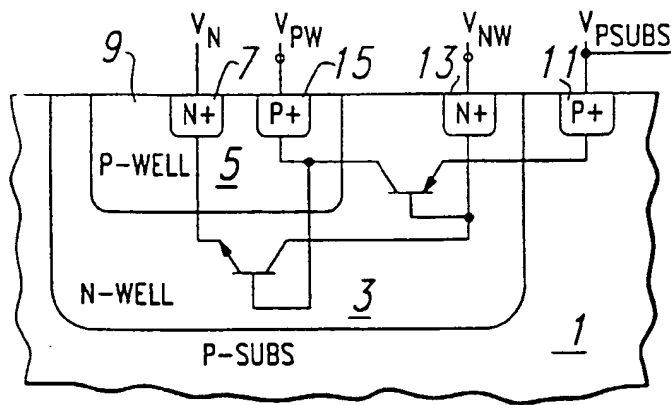 V_N V_PW V_NW V_PSUBS
9 7 15 13 11
N+ P+ N+ P+
P-WELL 5
N-WELL 3
P-SUBS 1